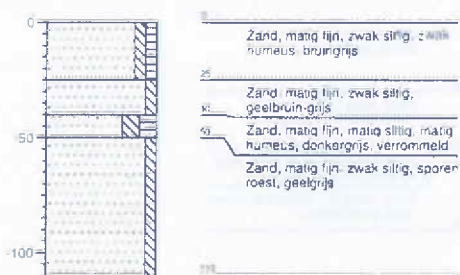 0
Zand, matig fijn, zwak siltig, zwak
humeus, bruingrijs
25
Zand, matig fijn, zwak siltig,
geelbruin-grijs
50
-50
Zand, matig fijn, matig siltig, matig
humeus, donkergrijs, verrommeld
Zand, matig fijn, zwak siltig, sporen
roest, geelgrijs
-100